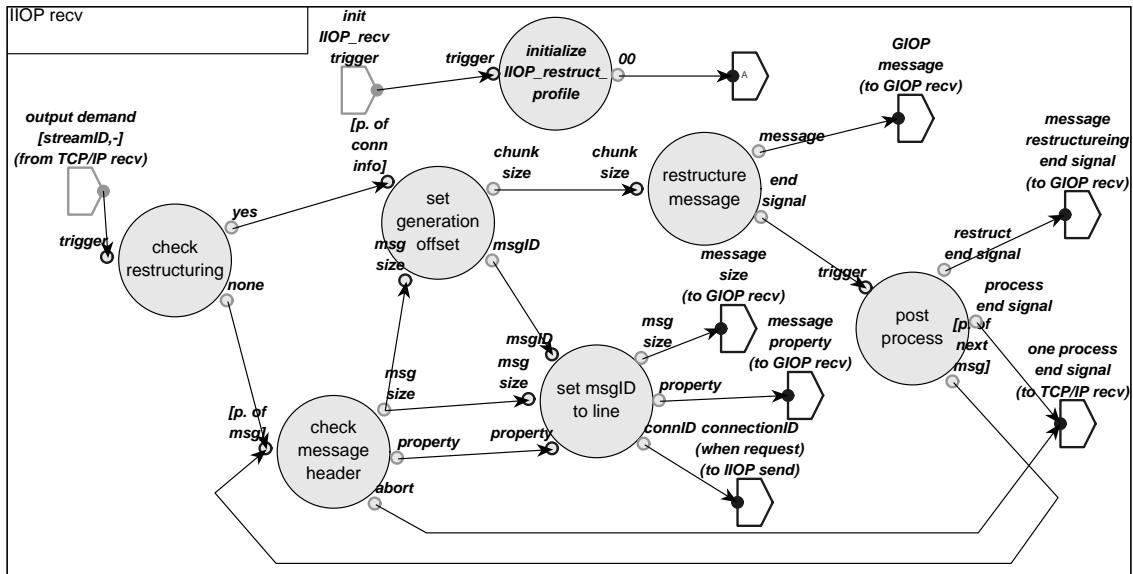 IIOP recv
init
IIOP_recv
trigger
trigger
initialize
IIOP_restruct_
profile
00
A
GIOP
message
(to GIOP recv)
output demand
[streamID,-]
(from TCP/IP recv)
trigger
check
restructuring
yes
none
[p. of
conn
info]
set
generation
offset
chunk
size
chunk
size
msgID
msg
size
restructure
message
message
end
signal
message
restructureing
end signal
(to GIOP recv)
trigger
post
process
restruct
end signal
process
end signal
[p. of
next
msg]
one process
end signal
(to TCP/IP recv)
message
size
(to GIOP recv)
msgID
msg
size
property
set msgID
to line
msg
size
property
connID
message
property
(to GIOP recv)
connectionID
(when request)
(to IIOP send)
[p. of
msg]
check
message
header
msg
size
property
abort